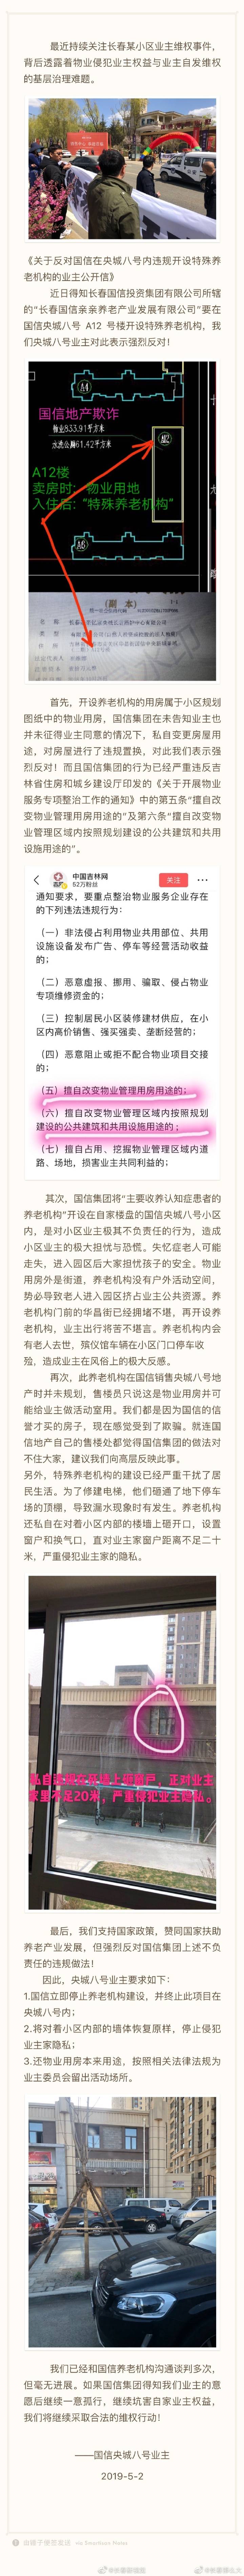 最近持续关注长春某小区业主维权事件，
背后透露着物业侵犯业主权益与业主自发维权
的基层治理难题。
《关于反对国信在央城八号内违规开设特殊养
老机构的业主公开信》
近日得知长春国信投资集团有限公司所辖
的“长春国信亲亲养老产业发展有限公司”要在
国信央城八号 A12 号楼开设特殊养老机构，我
们央城八号业主对此表示强烈反对！
A4
国信地产欺诈
物业833.91平方米
水泄公廁61.42平方米
A12
A12楼
卖房时：物业用地
入住后：“特殊养老机构”
A6
（副 本）
首先，开设养老机构的用房属于小区规划
图纸中的物业用房，国信集团在未告知业主也
并未征得业主同意的情况下，私自变更房屋用
途，对房屋进行了违规置换，对此我们表示强
烈反对！而且国信集团的行为已经严重违反吉
林省住房和城乡建设厅印发的《关于开展物业
服务专项整治工作的通知》中的第五条“擅自改
变物业管理用房用途的”及第六条“擅自改变物
业管理区域内按照规划建设的公共建筑和共用
设施用途的”。
中国吉林网
52万粉丝
关注
通知要求，要重点整治物业服务企业存在
的下列违法违规行为：
（一）非法侵占利用物业共用部位、共用
设施设备发布广告、停车等经营活动收益
的；
（二）恶意虚报、挪用、骗取、侵占物业
专项维修资金的；
（三）控制居民小区装修建材供应，在小
区内高价销售、强买强卖、垄断经营的；
（四）恶意阻止或拒不配合物业项目交接
的；
（五）擅自改变物业管理用房用途的；
（六）擅自改变物业管理区域内按照规划
建设的公共建筑和共用设施用途的；
（七）擅自占用、挖掘物业管理区域内道
路、场地，损害业主共同利益的；
其次，国信集团将“主要收养认知症患者的
养老机构”开设在自家楼盘的国信央城八号小区
内，是对小区业主极其不负责任的行为，造成
小区业主的极大担忧与恐慌。失忆症老人可能
走失，进入园区后大家担忧孩子的安全。物业
用房外是街道，养老机构没有户外活动空间，
势必导致老人进入园区挤占业主公共资源。养
老机构门前的华昌街已经拥堵不堪，再开设养
老机构，业主出行将苦不堪言。养老机构内会
有老人去世，殡仪馆车辆在小区门口停车收
殓，造成业主在风俗上的极大反感。
再次，此养老机构在国信销售央城八号地
产时并未规划，售楼员只说这是物业用房并可
能给业主做活动室用。我们都是因为国信的信
誉才买的房子，现在感觉受到了欺骗。就连国
信地产自己的售楼处都觉得国信集团的做法对
不住大家，建议我们向高层反映此事。
另外，特殊养老机构的建设已经严重干扰了居
民生活。为了修建电梯，他们砸通了地下停车
场的顶棚，导致漏水现象时有发生。养老机构
还私自在对着小区内部的楼墙上砸开口，设置
窗户和换气口，直对业主家窗户距离不足二十
米，严重侵犯业主家的隐私。
私自违规在死墙上砸窗户，正对业主
家里不足20米，严重侵犯业主隐私。
最后，我们支持国家政策，赞同国家扶助
养老产业发展，但强烈反对国信集团上述不负
责任的违规做法！
因此，央城八号业主要求如下：
1.国信立即停止养老机构建设，并终止此项目在
央城八号内；
2.将对着小区内部的墙体恢复原样，停止侵犯
业主家隐私；
3.还物业用房本来用途，按照相关法律法规为
业主委员会留出活动场所。
我们已经和国信养老机构沟通谈判多次，
但毫无进展。如果国信集团得知我们业主的意
愿后继续一意孤行，继续坑害自家业主权益，
我们将继续采取合法的维权行动！
——国信央城八号业主
2019-5-2
由锤子便签发送 via Smartisan Notes